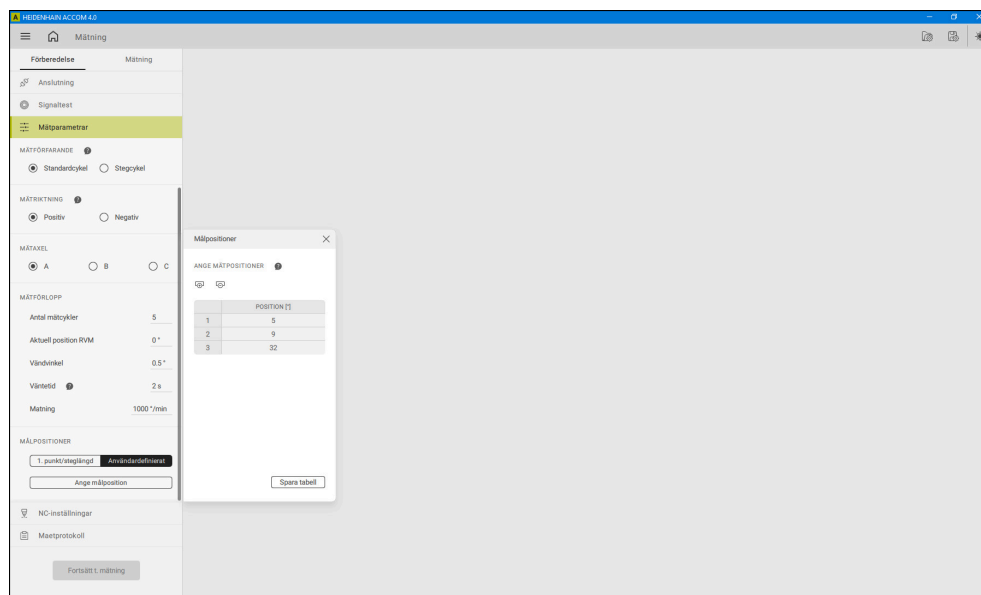 HEIDENHAIN ACCOM 4.0
Mätning
Förberedelse Mätning
Anslutning
Signaltest
Mätparametrar
MÄTFÖRFARANDE ?
Standardcykel Stegcykel
MÄTRIKTNING ?
Positiv Negativ
MÄTAXEL
A B C
MÄTFÖRLOPP
Antal mätcykler 5
Aktuell position RVM 0 °
Vändvinkel 0.5 °
Väntetid ? 2 s
Matning 1000 °/min
MÅLPOSITIONER
1. punkt/steglängd Användardefinierat
Ange målposition
NC-inställningar
Maetprotokoll
Fortsätt t. mätning
Målpositioner
ANGE MÄTPOSITIONER ?
POSITION [°]
1 5
2 9
3 32
Spara tabell